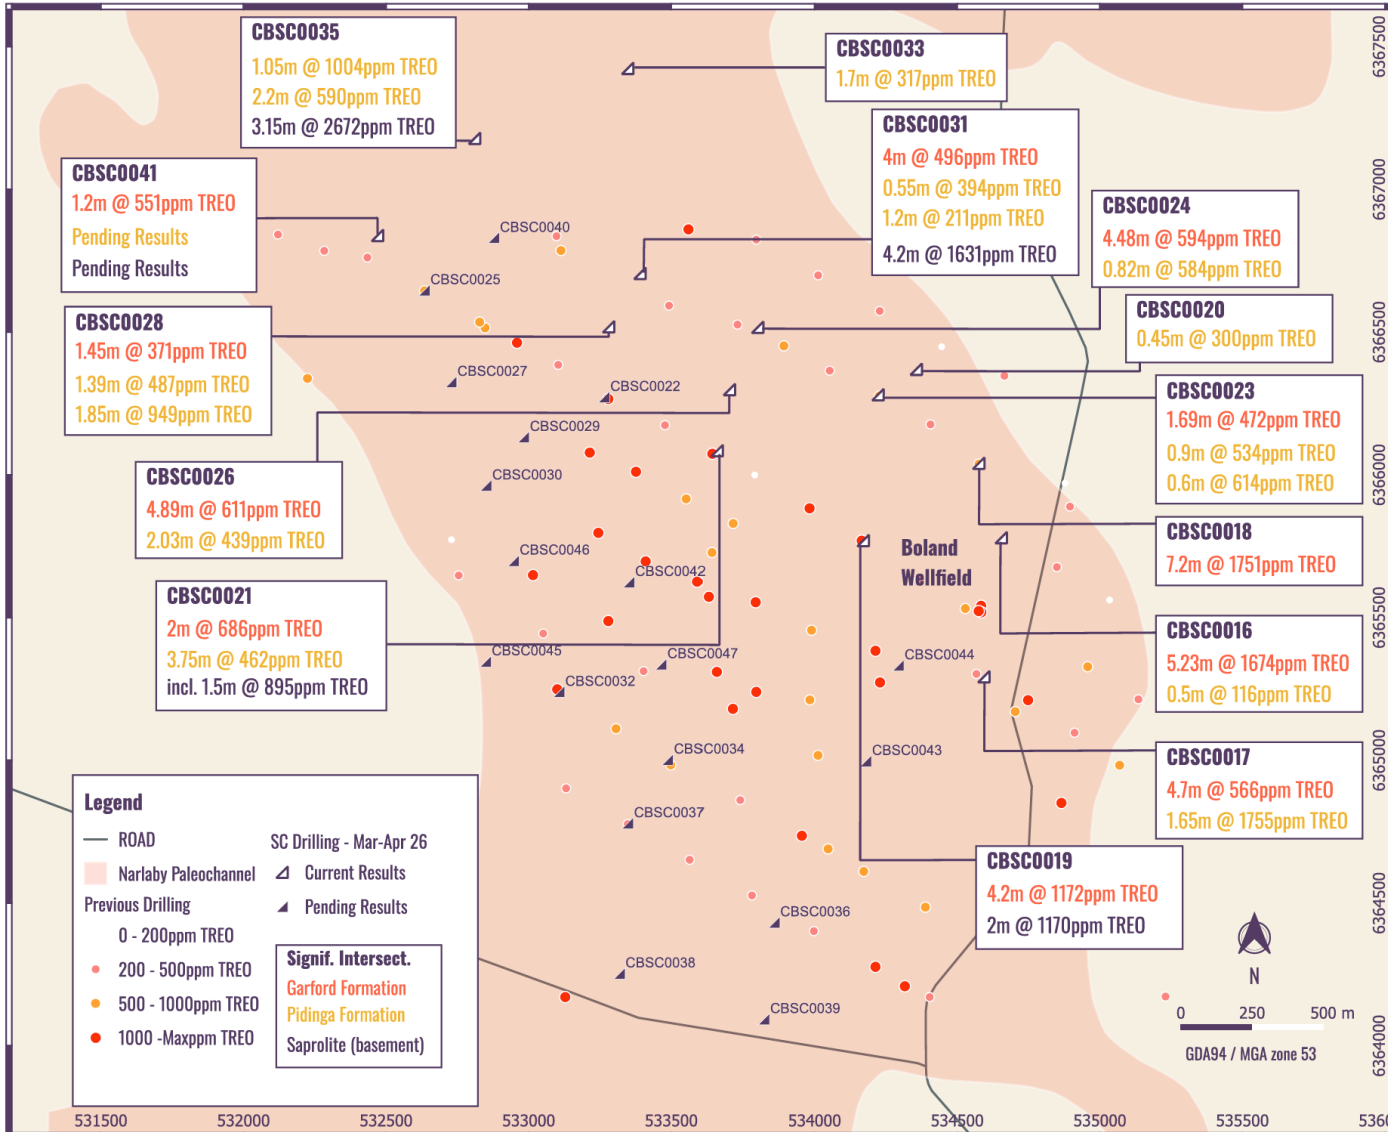 CBSC0035
1.05m @ 1004ppm TREO
2.2m @ 590ppm TREO
3.15m @ 2672ppm TREO
CBSC0033
1.7m @ 317ppm TREO
CBSC0031
4m @ 496ppm TREO
0.55m @ 394ppm TREO
1.2m @ 211ppm TREO
4.2m @ 1631ppm TREO
CBSC0041
1.2m @ 551ppm TREO
Pending Results
Pending Results
CBSC0024
4.48m @ 594ppm TREO
0.82m @ 584ppm TREO
CBSC0040
CBSC0025
CBSC0028
1.45m @ 371ppm TREO
1.39m @ 487ppm TREO
1.85m @ 949ppm TREO
CBSC0020
0.45m @ 300ppm TREO
CBSC0027
CBSC0022
CBSC0023
1.69m @ 472ppm TREO
0.9m @ 534ppm TREO
0.6m @ 614ppm TREO
CBSC0029
CBSC0030
CBSC0026
4.89m @ 611ppm TREO
2.03m @ 439ppm TREO
CBSC0018
7.2m @ 1751ppm TREO
CBSC0046
CBSC0042
Boland
Wellfield
CBSC0021
2m @ 686ppm TREO
3.75m @ 462ppm TREO
incl. 1.5m @ 895ppm TREO
CBSC0016
5.23m @ 1674ppm TREO
0.5m @ 116ppm TREO
CBSC0045
CBSC0047
CBSC0044
CBSC0032
CBSC0034
CBSC0043
CBSC0017
4.7m @ 566ppm TREO
1.65m @ 1755ppm TREO
CBSC0037
CBSC0019
4.2m @ 1172ppm TREO
2m @ 1170ppm TREO
CBSC0036
CBSC0038
CBSC0039
Legend
ROAD
Narlaby Paleochannel
Previous Drilling
0 - 200ppm TREO
200 - 500ppm TREO
500 - 1000ppm TREO
1000 -Maxppm TREO
SC Drilling - Mar-Apr 26
Current Results
Pending Results
Signif. Intersect.
Garford Formation
Pidinga Formation
Saprolite (basement)
N
0 250 500 m
GDA94 / MGA zone 53
6367500
6367000
6366500
6366000
6365500
6365000
6364500
6364000
531500 532000 532500 533000 533500 534000 534500 535000 535500 5360